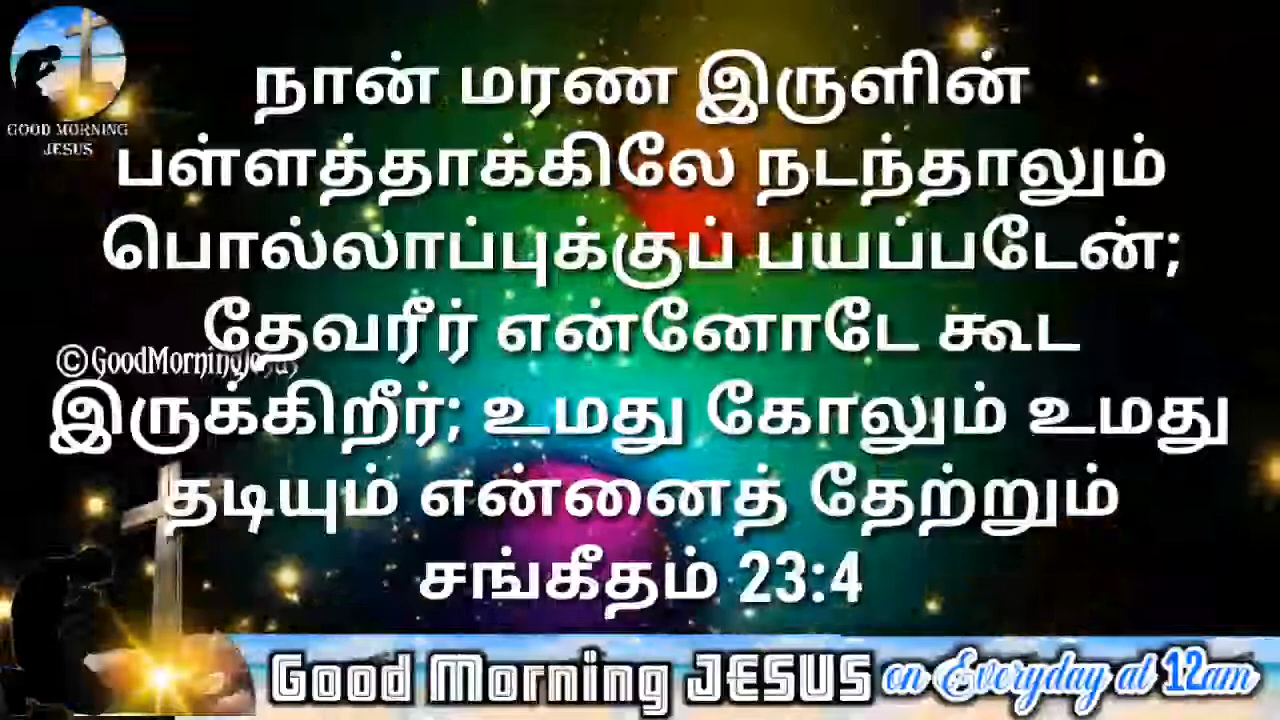 GOOD MORNING
JESUS
நான் மரண இருளின்
பள்ளத்தாக்கிலே நடந்தாலும்
பொல்லாப்புக்குப் பயப்படேன்;
தேவரீர் என்னோடே கூட
©GoodMorningJesus
இருக்கிறீர்; உமது கோலும் உமது
தடியும் என்னைத் தேற்றும்
சங்கீதம் 23:4
Good Morning JESUS on Everyday at 12am